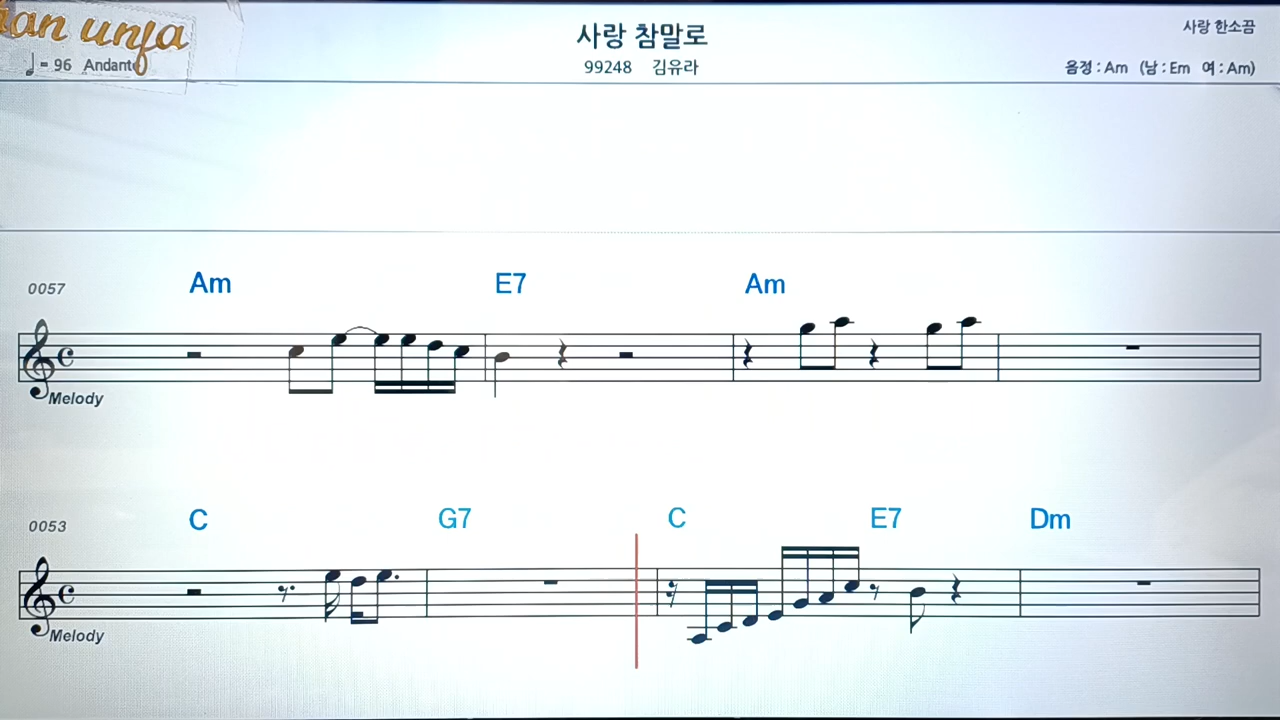 unfa
사랑 참말로
사랑 한소끔
= 96 Andante
99248 김유라
음정 : Am (남 : Em 여 : Am)
0057
Am E7 Am
Melody
0053
C G7 C E7 Dm
Melody